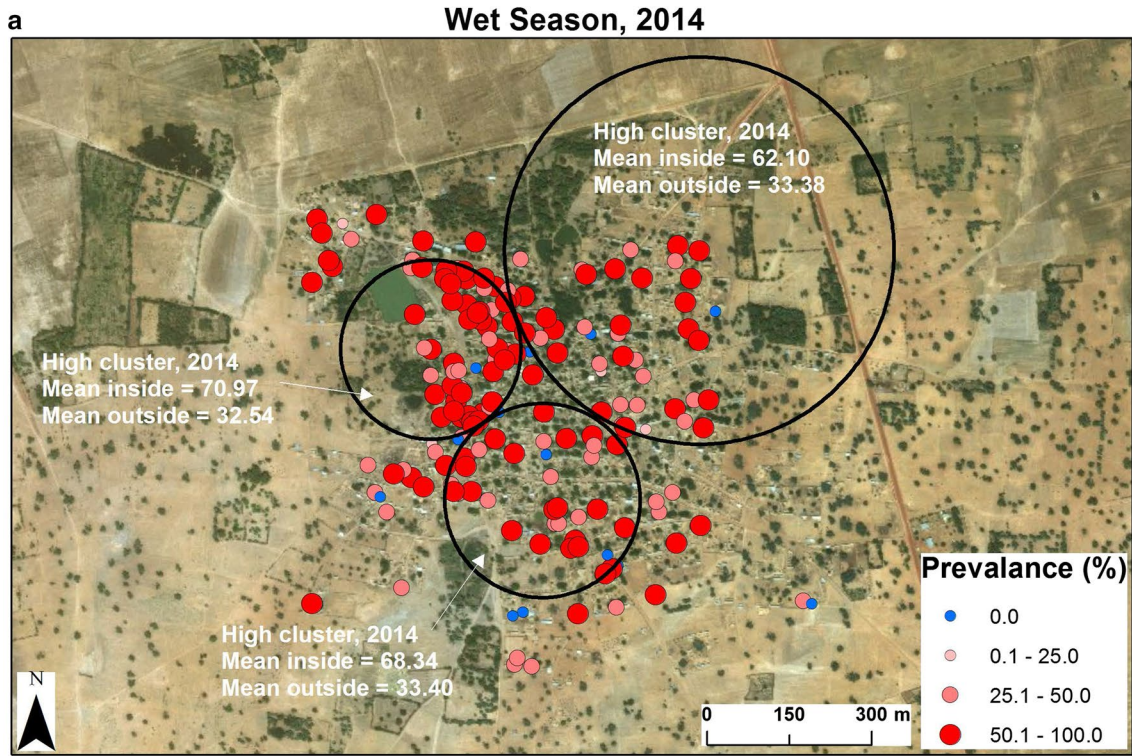 a
Wet Season, 2014
High cluster, 2014
Mean inside = 62.10
Mean outside = 33.38
High cluster, 2014
Mean inside = 70.97
Mean outside = 32.54
High cluster, 2014
Mean inside = 68.34
Mean outside = 33.40
N
0 150 300 m
Prevalance (%)
0.0
0.1 - 25.0
25.1 - 50.0
50.1 - 100.0